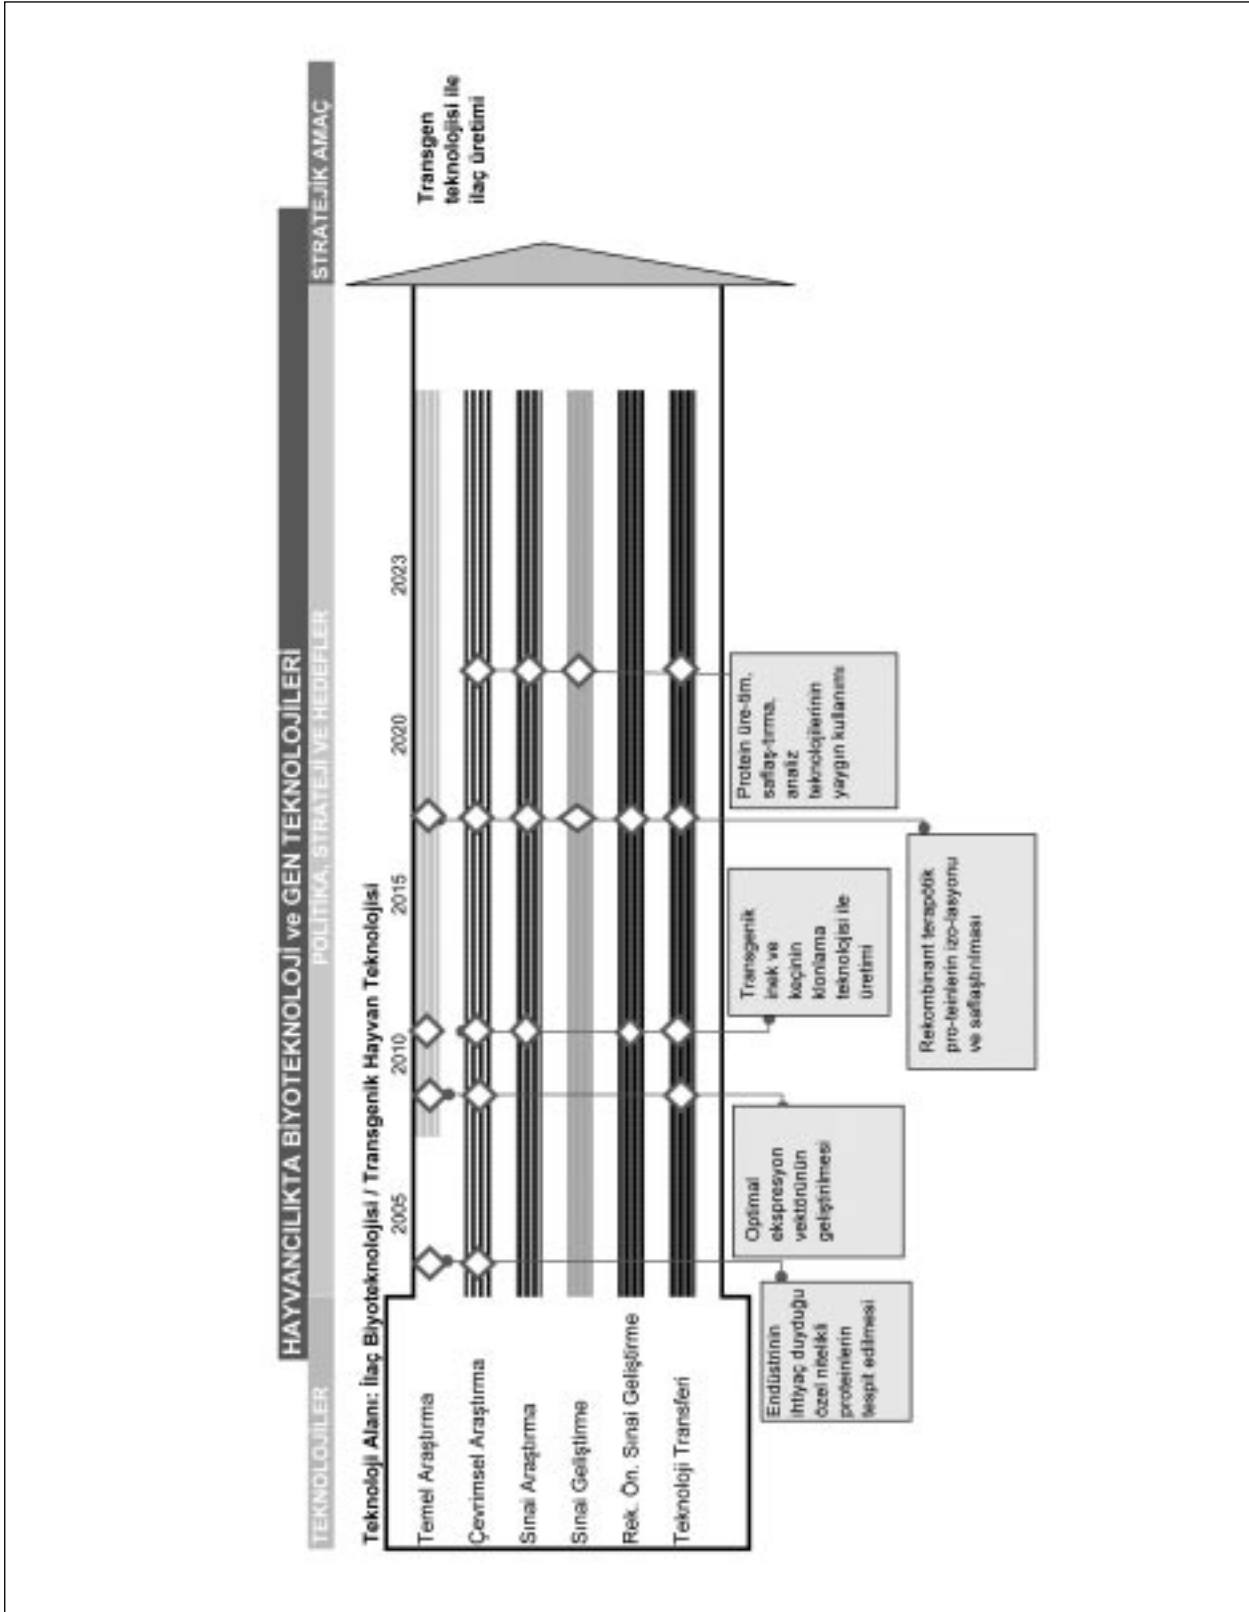 HAYVANCILIKTA BİYOTEKNOLOJİ ve GEN TEKNOLOJİLERİ
TEKNOLOJİLER
POLİTİKA, STRATEJİ VE HEDEFLER
STRATEJİK AMAÇ
Teknoloji Alanı: İlaç Biyoteknolojisi / Transgenik Hayvan Teknolojisi
2005
2010
2015
2020
2023
Temel Araştırma
Çevrimsel Araştırma
Sınai Araştırma
Sınai Geliştirme
Rek. Ön. Sınai Geliştirme
Teknoloji Transferi
Transgen
teknolojisi ile
ilaç üretimi
Endüstrinin
ihtiyaç duyduğu
özel nitelikli
proteinlerin
tespit edilmesi
Optimal
ekspresyon
vektörünün
geliştirilmesi
Transgenik
inek ve
keçinin
klonlama
teknolojisi ile
üretimi
Protein üre-tim,
saflaş-tırma,
analiz
teknolojilerinin
yaygın kullanımı
Rekombinant terapötik
pro-teinlerin izo-lasyonu
ve saflaştırılması